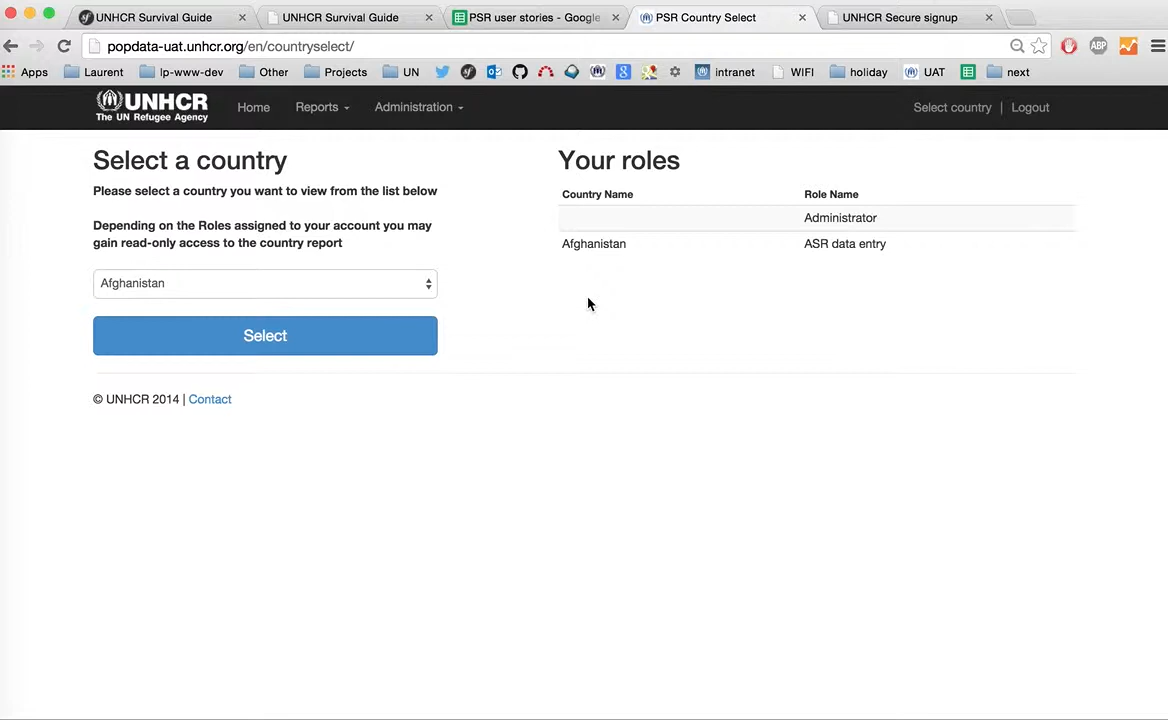 UNHCR Survival Guide
UNHCR Survival Guide
PSR user stories - Google
PSR Country Select
UNHCR Secure signup
popdata-uat.unhcr.org/en/countryselect/
ABP
Apps
Laurent
lp-www-dev
Other
Projects
UN
intranet
WIFI
holiday
UAT
next
UNHCR
The UN Refugee Agency
Home
Reports
Administration
Select country | Logout
Select a country
Please select a country you want to view from the list below
Depending on the Roles assigned to your account you may
gain read-only access to the country report
Afghanistan
Select
Your roles
Country Name Role Name
Administrator
Afghanistan ASR data entry
© UNHCR 2014 | Contact